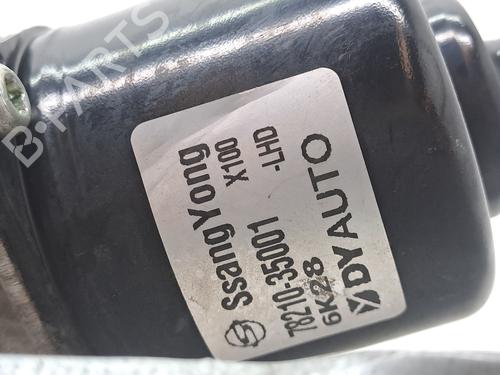 SsangYong X100
78210-35001 -LHD
6K28
DYAUTO
B-PARTS